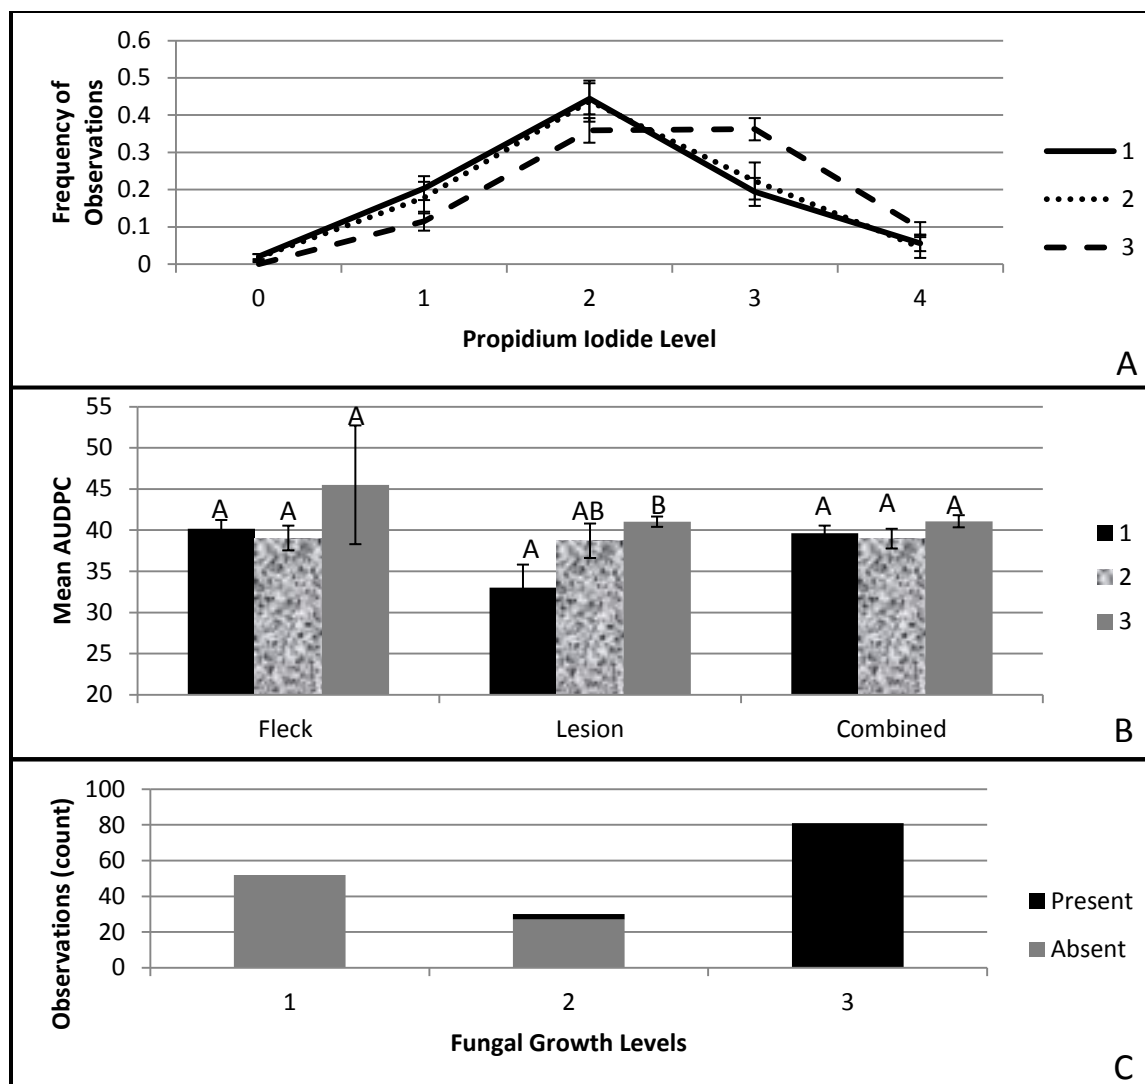 0.6
0.5
0.4
0.3
0.2
0.1
0
Frequency of
Observations
0 1 2 3 4
Propidium Iodide Level
1
2
3
A
55
50
45
40
35
30
25
20
Mean AUDPC
A A A
A AB B
A A A
Fleck Lesion Combined
1
2
3
B
100
80
60
40
20
0
Observations (count)
1 2 3
Fungal Growth Levels
Present
Absent
C